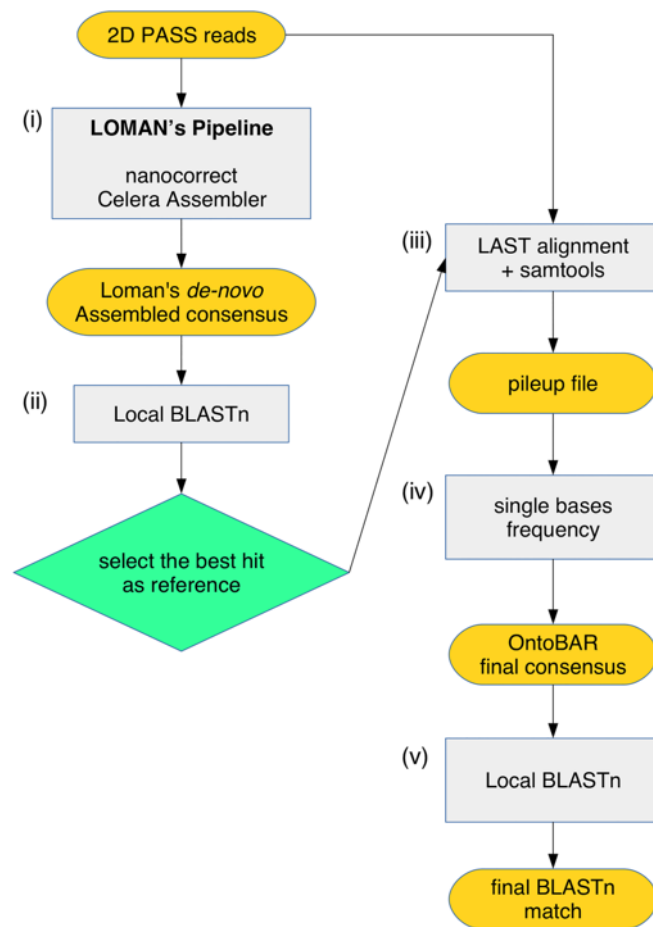 2D PASS reads
(i)
LOMAN's Pipeline
nanocorrect
Celera Assembler
Loman's de-novo
Assembled consensus
(ii)
Local BLASTn
select the best hit
as reference
(iii)
LAST alignment
+ samtools
pileup file
(iv)
single bases
frequency
OntoBAR
final consensus
(v)
Local BLASTn
final BLASTn
match